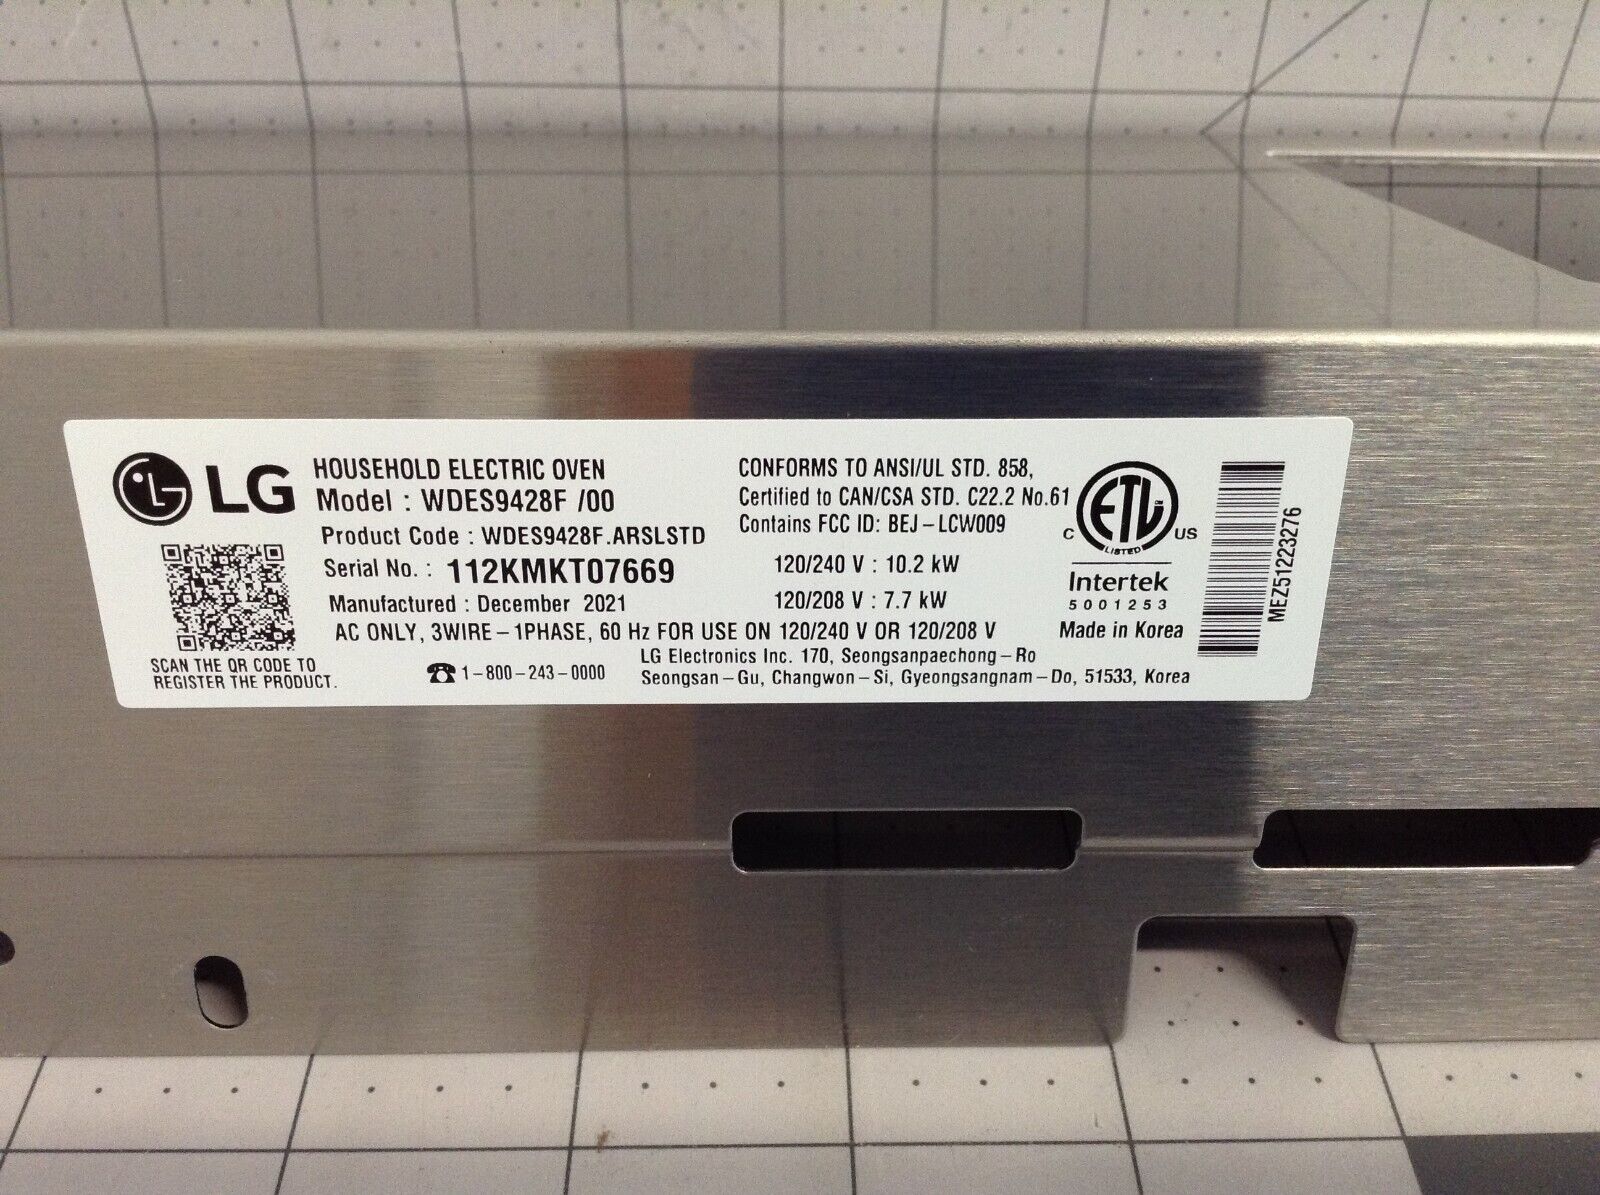 LG
HOUSEHOLD ELECTRIC OVEN
Model : WDES9428F /00
Product Code : WDES9428F.ARSLSTD
Serial No. : 112KMKT07669
Manufactured : December 2021
AC ONLY, 3WIRE-1PHASE, 60 Hz FOR USE ON 120/240 V OR 120/208 V
SCAN THE QR CODE TO
REGISTER THE PRODUCT.
1-800-243-0000
LG Electronics Inc. 170, Seongsanpaechong-Ro
Seongsan-Gu, Changwon-Si, Gyeongsangnam-Do, 51533, Korea
CONFORMS TO ANSI/UL STD. 858,
Certified to CAN/CSA STD. C22.2 No.61
Contains FCC ID: BEJ-LCW009
120/240 V : 10.2 kW
120/208 V : 7.7 kW
ETL
LISTED
C US
Intertek
5001253
Made in Korea
MEZ51223276